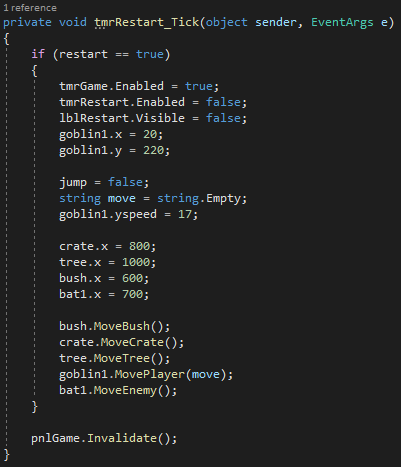 1 reference
private void tmrRestart_Tick(object sender, EventArgs e)
{
    if (restart == true)
    {
        tmrGame.Enabled = true;
        tmrRestart.Enabled = false;
        lblRestart.Visible = false;
        goblin1.x = 20;
        goblin1.y = 220;

        jump = false;
        string move = string.Empty;
        goblin1.yspeed = 17;

        crate.x = 800;
        tree.x = 1000;
        bush.x = 600;
        bat1.x = 700;

        bush.MoveBush();
        crate.MoveCrate();
        tree.MoveTree();
        goblin1.MovePlayer(move);
        bat1.MoveEnemy();
    }

    pnlGame.Invalidate();
}